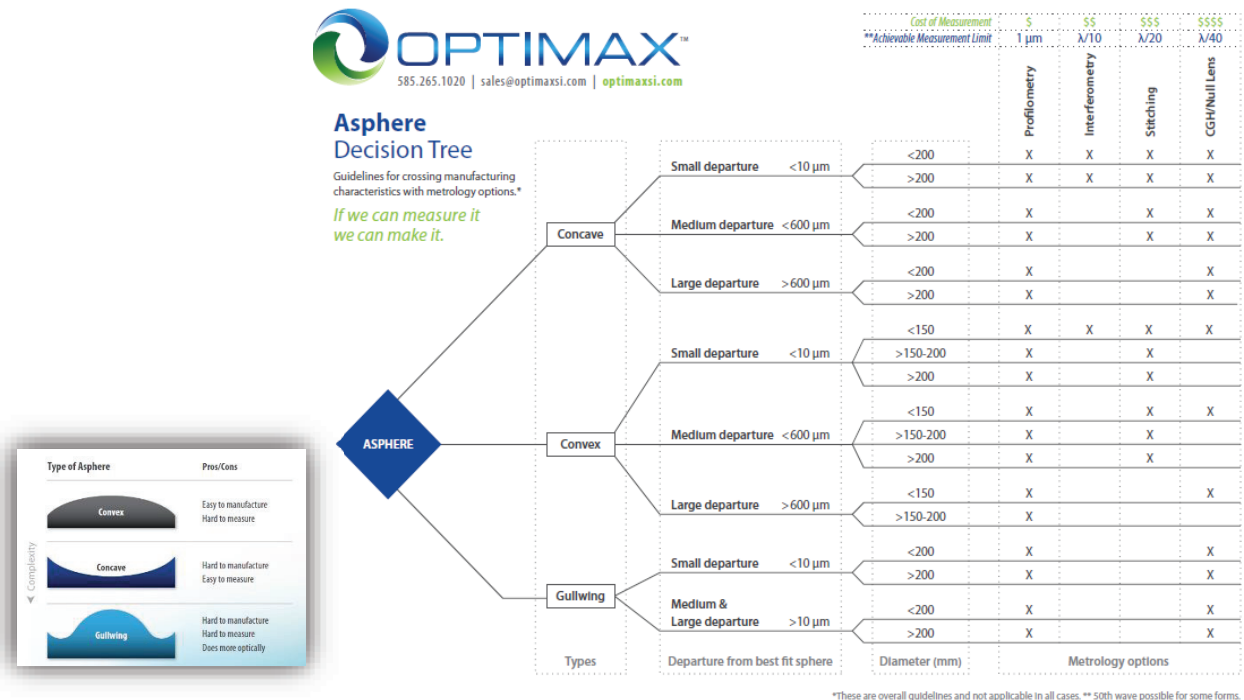 OPTIMAX™
585.265.1020 | sales@optimaxsi.com | optimaxsi.com
Cost of Measurement $ $$ $$$ $$$$
**Achievable Measurement Limit 1 µm λ/10 λ/20 λ/40
Profilometry Interferometry Stitching CGH/Null Lens
Asphere
Decision Tree
Guidelines for crossing manufacturing
characteristics with metrology options.*
If we can measure it
we can make it.
ASPHERE
Concave
Small departure <10 µm
<200 X X X X
>200 X X X X
Medium departure <600 µm
<200 X X X
>200 X X X
Large departure >600 µm
<200 X X
>200 X X
Convex
Small departure <10 µm
<150 X X X X
>150-200 X X
>200 X X
Medium departure <600 µm
<150 X X X
>150-200 X X
>200 X X
Large departure >600 µm
<150 X X
>150-200 X
Gullwing
Small departure <10 µm
<200 X X
>200 X X
Medium &
Large departure >10 µm
<200 X X
>200 X X
Types Departure from best fit sphere Diameter (mm) Metrology options
*These are overall guidelines and not applicable in all cases. ** 50th wave possible for some forms.
Type of Asphere Pros/Cons
Complexity
Convex
Easy to manufacture
Hard to measure
Concave
Hard to manufacture
Easy to measure
Gullwing
Hard to manufacture
Hard to measure
Does more optically